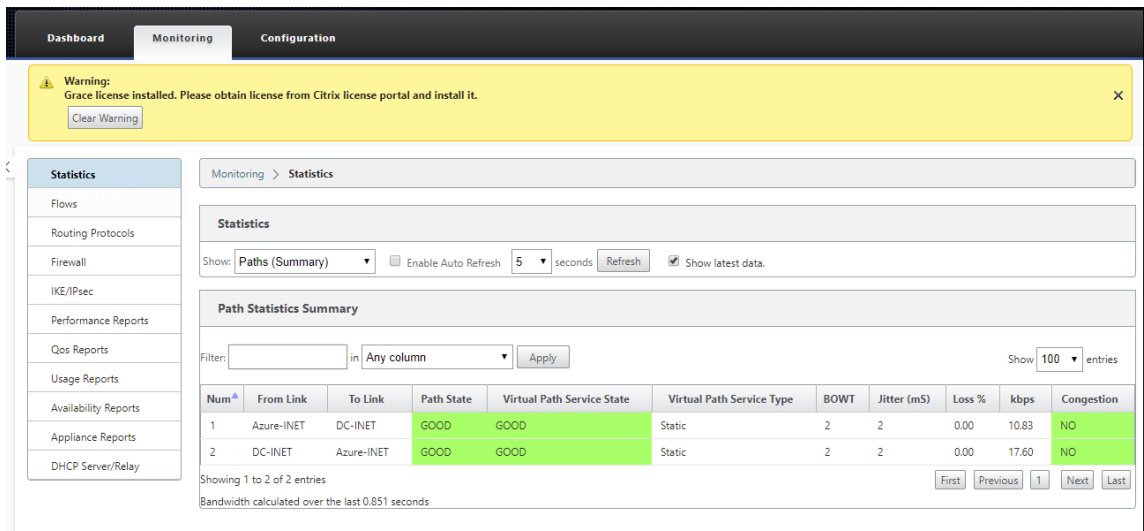 Dashboard Monitoring Configuration
Warning:
Grace license installed. Please obtain license from Citrix license portal and install it.
Clear Warning
Statistics
Flows
Routing Protocols
Firewall
IKE/IPsec
Performance Reports
Qos Reports
Usage Reports
Availability Reports
Appliance Reports
DHCP Server/Relay
Monitoring > Statistics
Statistics
Show: Paths (Summary) Enable Auto Refresh 5 seconds Refresh Show latest data.
Path Statistics Summary
Filter: in Any column Apply Show 100 entries
Num From Link To Link Path State Virtual Path Service State Virtual Path Service Type BOWT Jitter (mS) Loss % kbps Congestion
1 Azure-INET DC-INET GOOD GOOD Static 2 2 0.00 10.83 NO
2 DC-INET Azure-INET GOOD GOOD Static 2 2 0.00 17.60 NO
Showing 1 to 2 of 2 entries First Previous 1 Next Last
Bandwidth calculated over the last 0.851 seconds